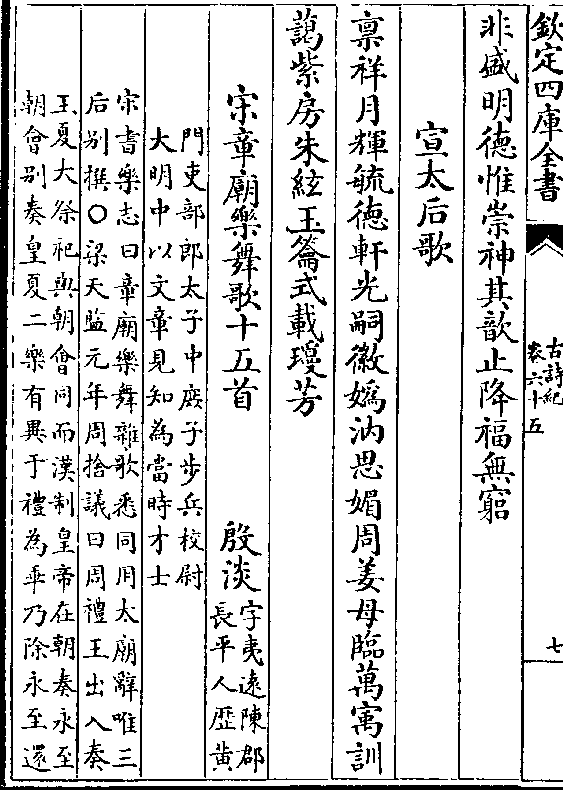 欽定四庫全書
古詩紀
卷六十五
七
非盛明德惟崇神其歆止降福無窮
宣太后歌
禀祥月輝毓德軒光嗣徽嬀汭思媚周姜母臨萬㝢訓
藹紫房朱絃玉籥式載瓊芳
宋章廟樂舞歌十五首
殷淡
字夷遠陳郡
長平人歴黄
門吏部郎太子中庶子步兵校尉
大明中以文章見知為當時才士
宋書樂志曰章廟樂舞雜歌悉同用太廟辭唯三
后别撰○梁天監元年周捨議曰周禮王出入奏
王夏大祭祀與朝會同而漢制皇帝在朝奏永至
朝會别奏皇夏二樂有異于禮為乖乃除永至還